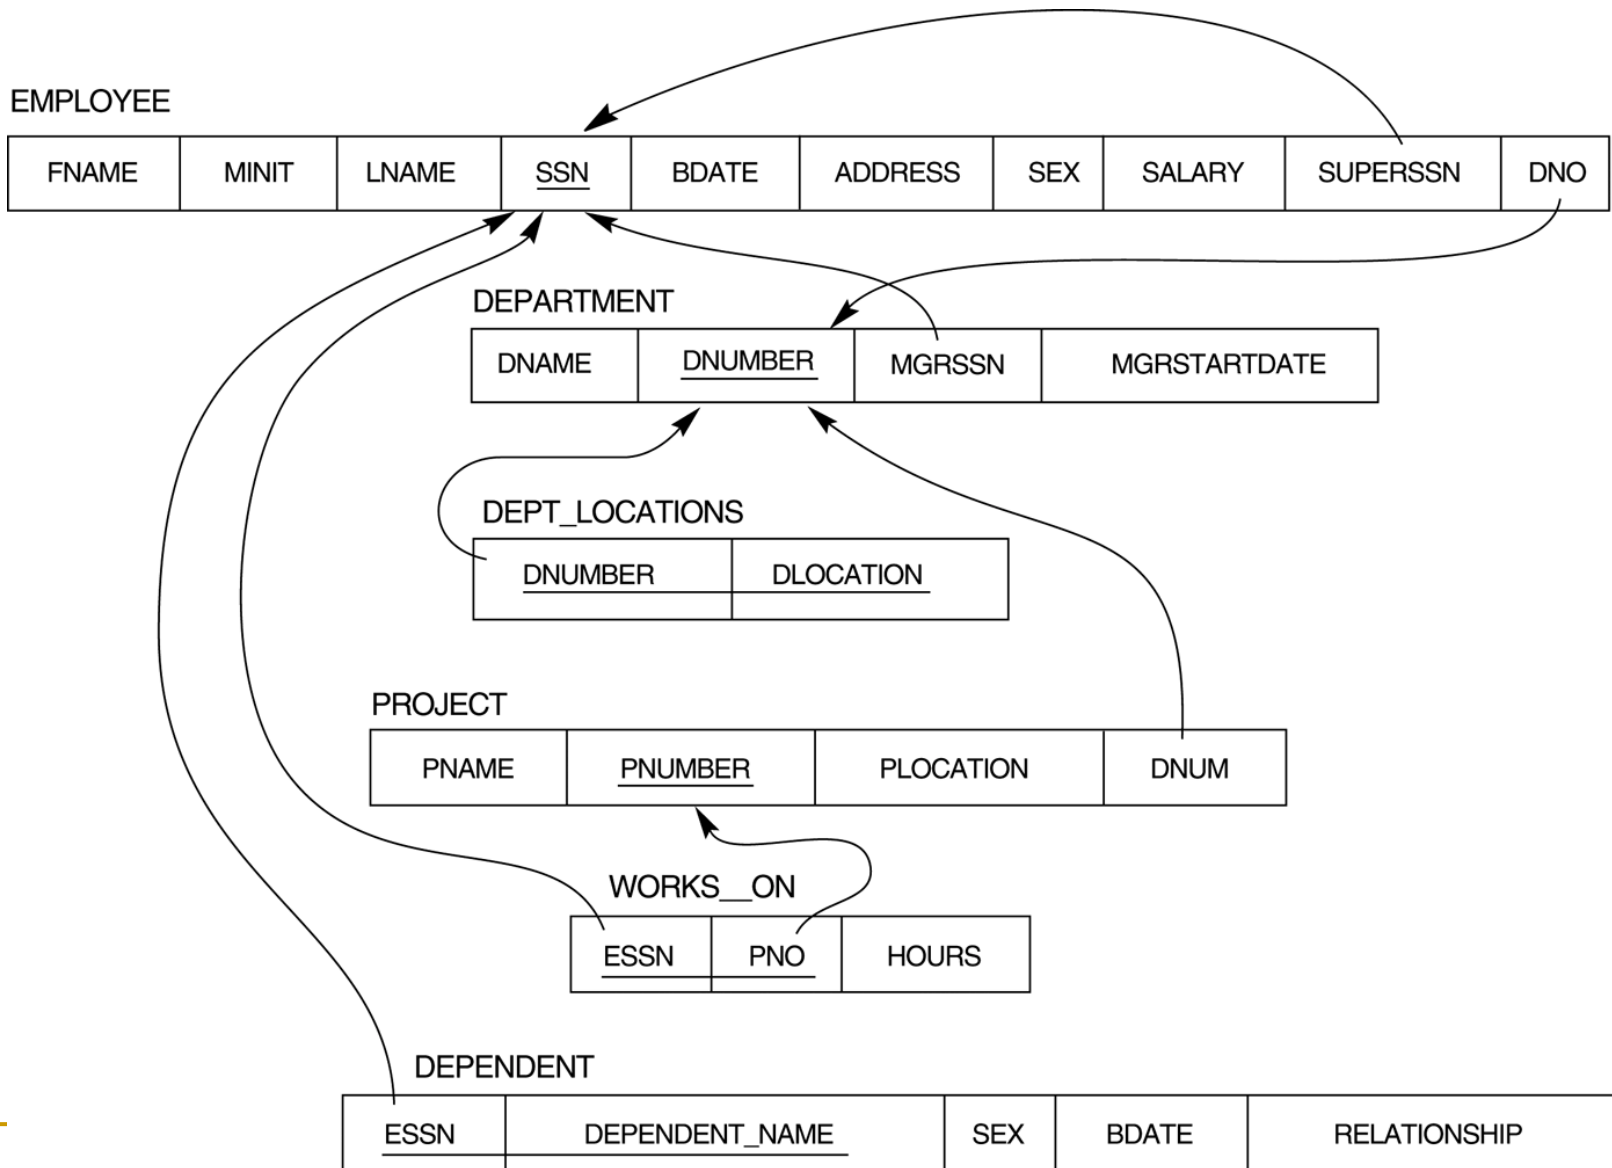 EMPLOYEE
FNAME MINIT LNAME SSN BDATE ADDRESS SEX SALARY SUPERSSN DNO
DEPARTMENT
DNAME DNUMBER MGRSSN MGRSTARTDATE
DEPT_LOCATIONS
DNUMBER DLOCATION
PROJECT
PNAME PNUMBER PLOCATION DNUM
WORKS__ON
ESSN PNO HOURS
DEPENDENT
ESSN DEPENDENT_NAME SEX BDATE RELATIONSHIP